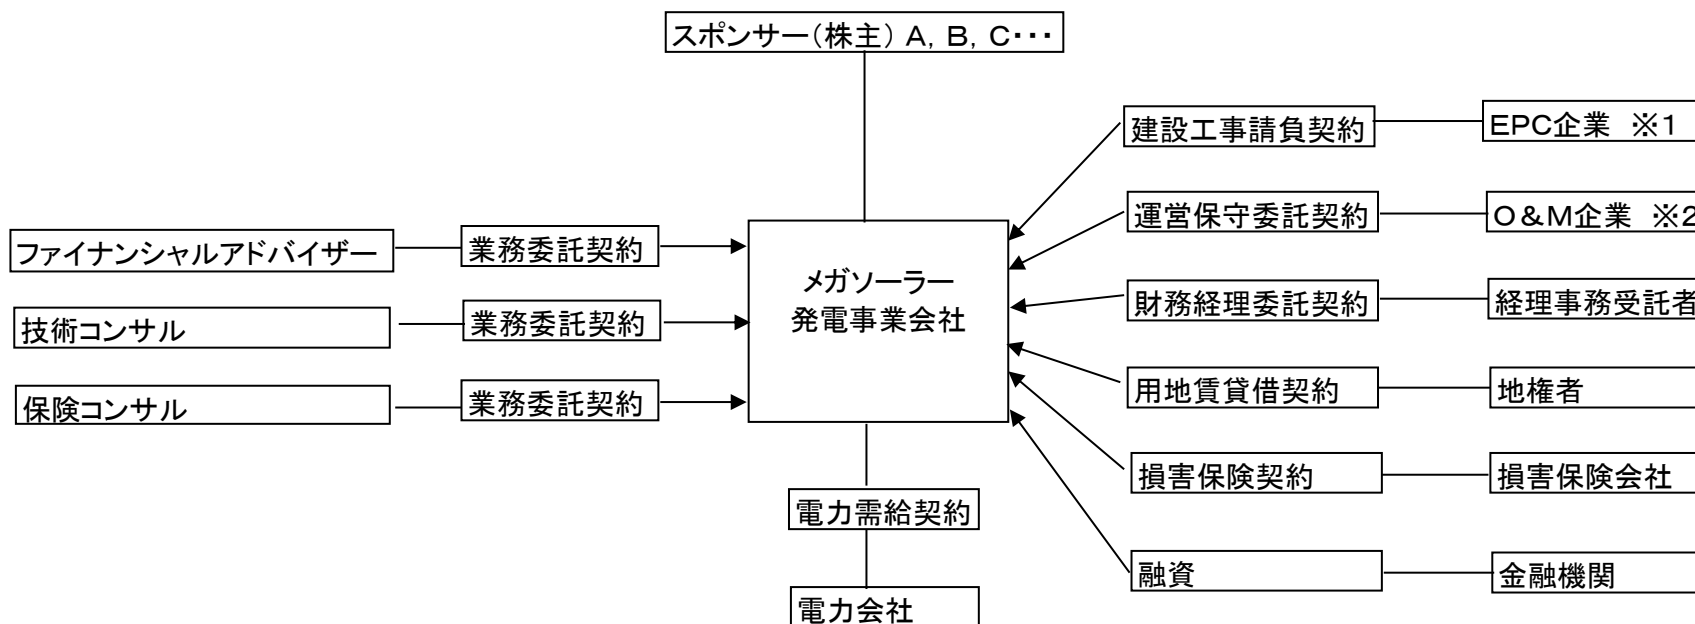 スポンサー（株主） A, B, C・・・
建設工事請負契約
EPC企業 ※1
運営保守委託契約
O&M企業 ※2
ファイナンシャルアドバイザー
業務委託契約
メガソーラー
発電事業会社
財務経理委託契約
経理事務受託者
技術コンサル
業務委託契約
用地賃貸借契約
地権者
保険コンサル
業務委託契約
損害保険契約
損害保険会社
電力需給契約
融資
金融機関
電力会社